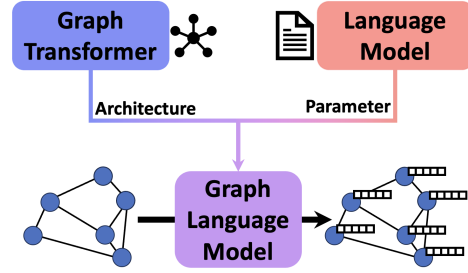 Graph
Transformer
Language
Model
Architecture
Parameter
Graph
Language
Model